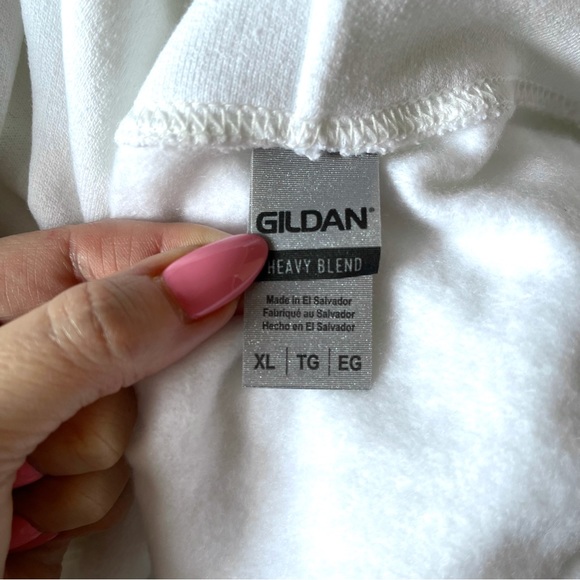 GILDAN®
HEAVY BLEND
Made in El Salvador
Fabriqué au Salvador
Hecho en El Salvador
XL | TG | EG